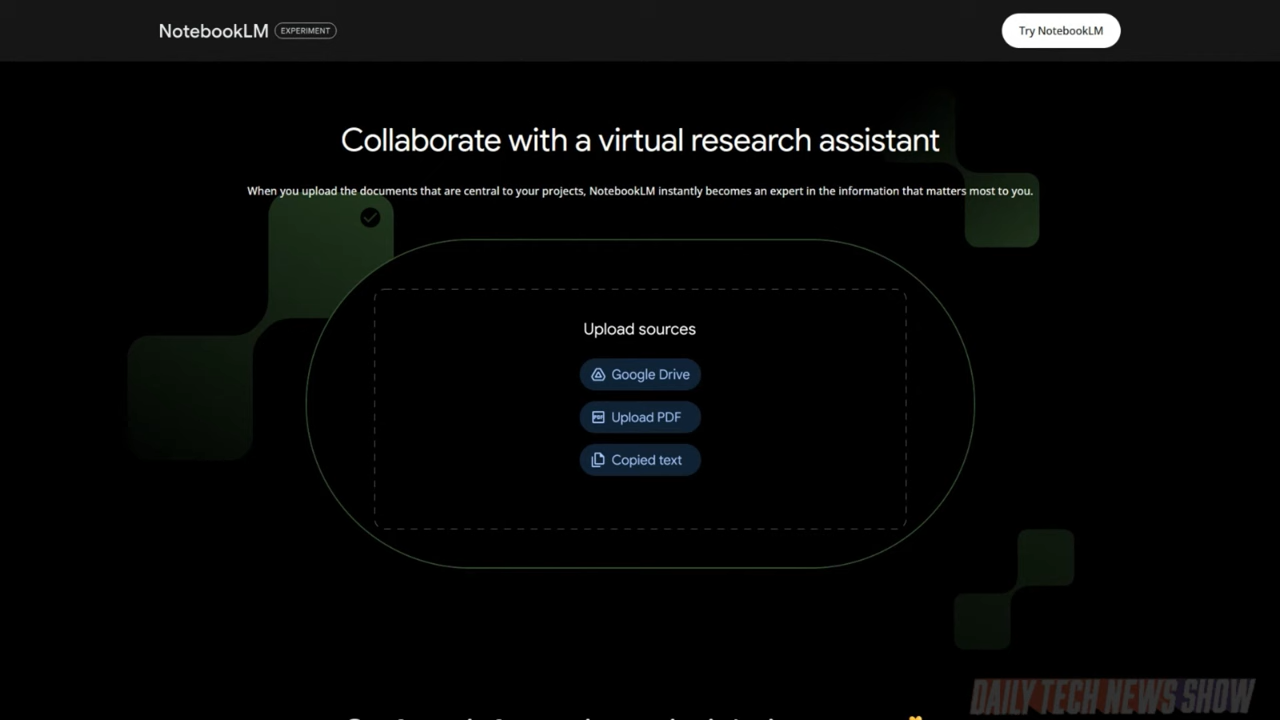 NotebookLM EXPERIMENT
Try NotebookLM
Collaborate with a virtual research assistant
When you upload the documents that are central to your projects, NotebookLM instantly becomes an expert in the information that matters most to you.
Upload sources
Google Drive
PDF Upload PDF
Copied text
DAILY TECH NEWS SHOW